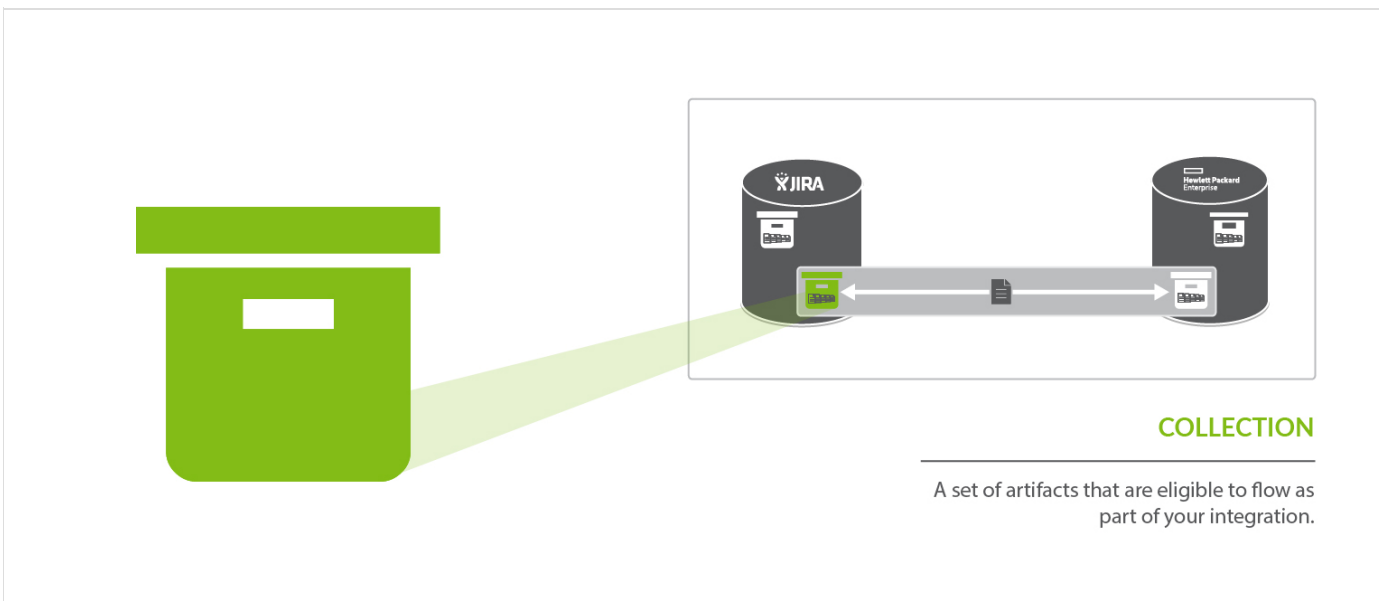 JIRA
Hewlett Packard
Enterprise
COLLECTION
A set of artifacts that are eligible to flow as
part of your integration.